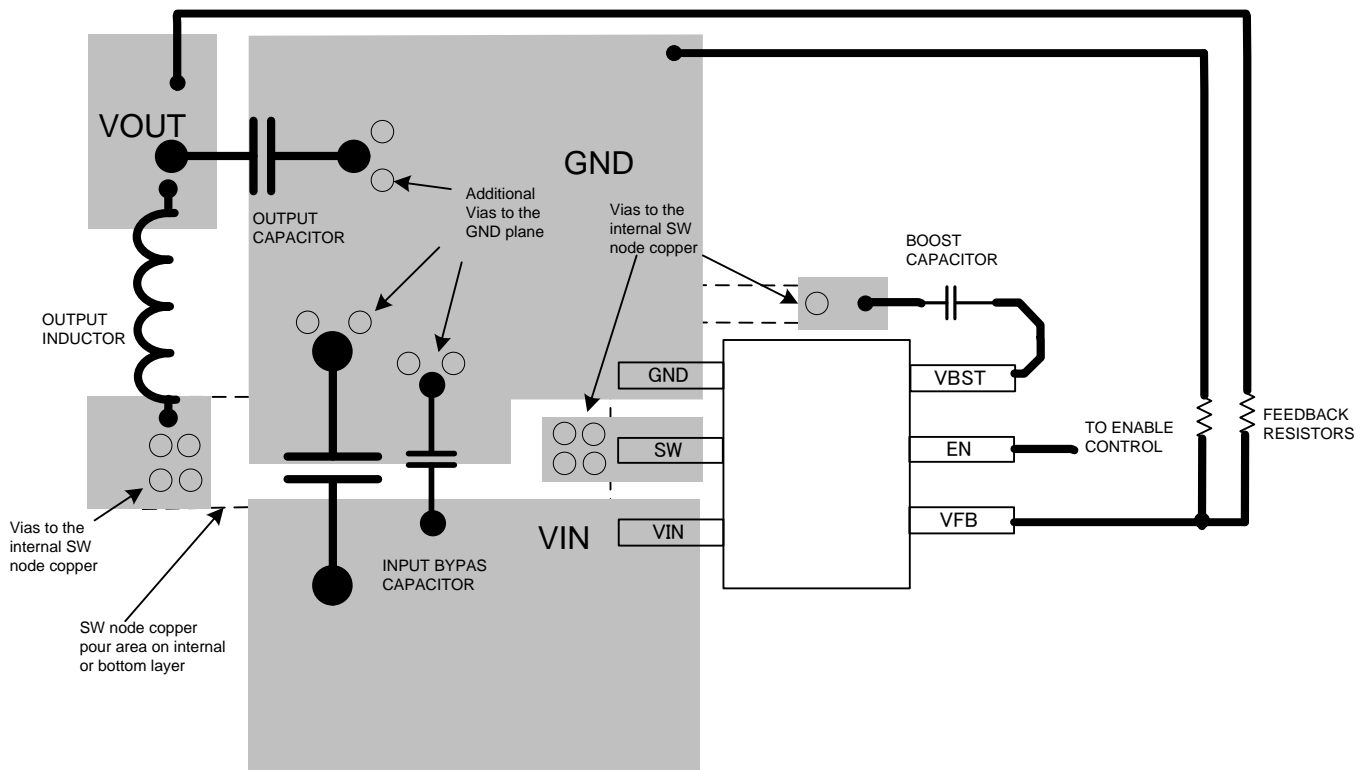 VOUT
GND
Additional
Vias to the
GND plane
Vias to the
internal SW
node copper
OUTPUT
CAPACITOR
BOOST
CAPACITOR
OUTPUT
INDUCTOR
GND
VBST
SW
EN
TO ENABLE
CONTROL
FEEDBACK
RESISTORS
VIN
VIN
VFB
Vias to the
internal SW
node copper
INPUT BYPAS
CAPACITOR
SW node copper
pour area on internal
or bottom layer